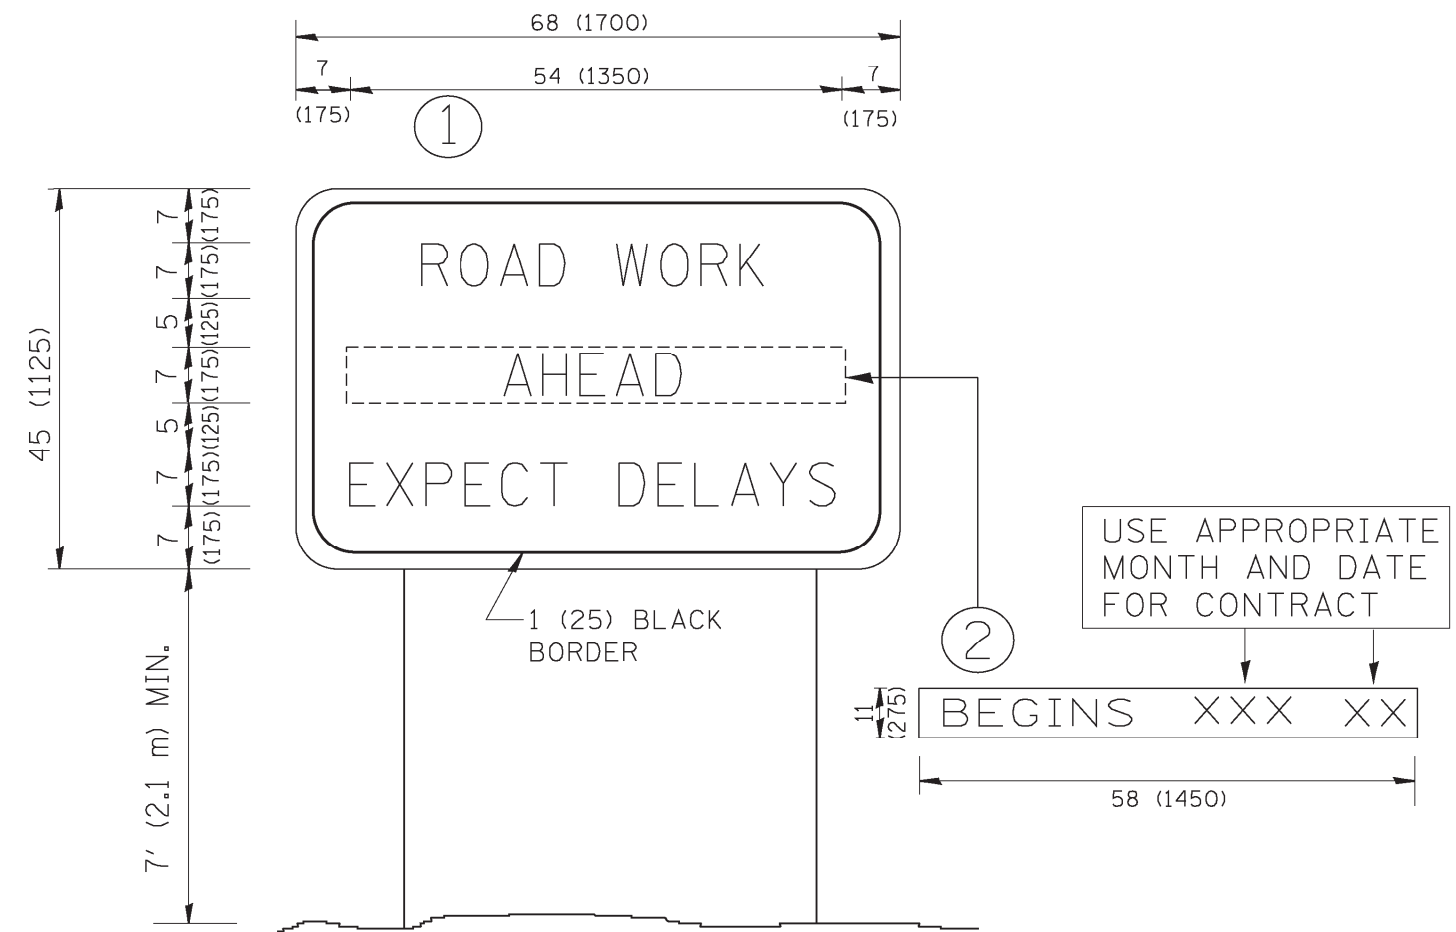 68 (1700)
7 54 (1350) 7
(175) (175)
1
7 (175)
7 (175)
5 (125)
7 (175)
5 (125)
7 (175)
7 (175)
45 (1125)
ROAD WORK
AHEAD
EXPECT DELAYS
1 (25) BLACK
BORDER
7' (2.1 m) MIN.
2
USE APPROPRIATE
MONTH AND DATE
FOR CONTRACT
11
(275)
BEGINS XXX XX
58 (1450)